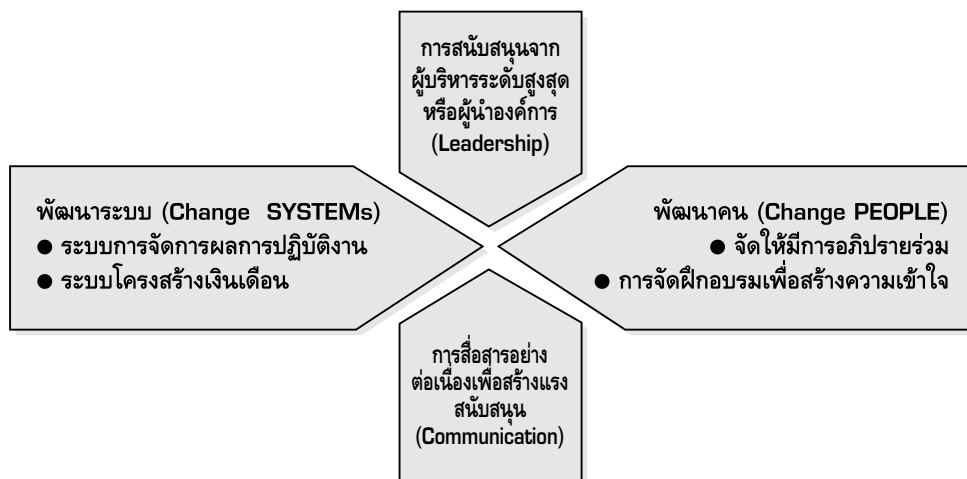 การสนับสนุนจาก
ผู้บริหารระดับสูงสุด
หรือผู้นำองค์การ
(Leadership)
พัฒนาระบบ (Change SYSTEMs)
● ระบบการจัดการผลการปฏิบัติงาน
● ระบบโครงสร้างเงินเดือน
พัฒนาคน (Change PEOPLE)
● จัดให้มีการอภิปรายร่วม
● การจัดฝึกอบรมเพื่อสร้างความเข้าใจ
การสื่อสารอย่าง
ต่อเนื่องเพื่อสร้างแรง
สนับสนุน
(Communication)